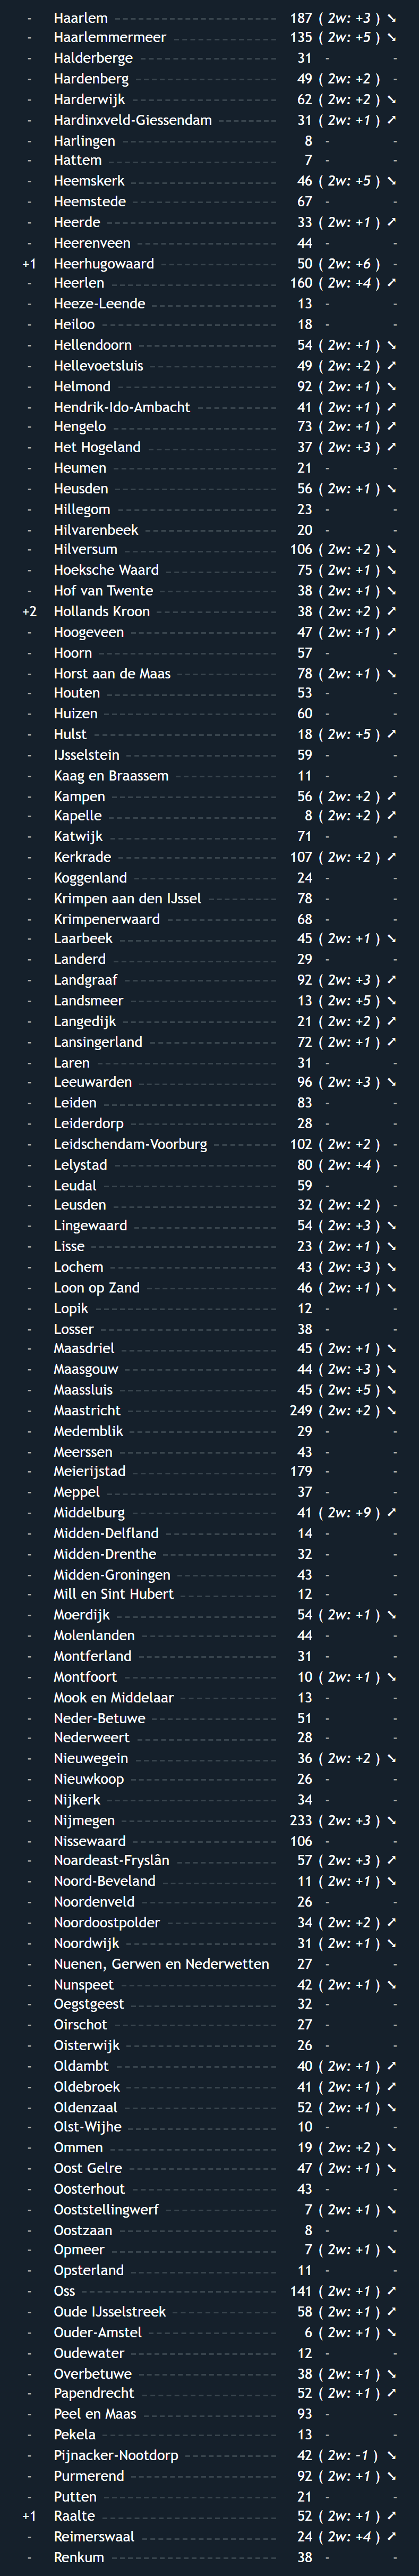 - Haarlem 187 ( 2w: +3 ) ➘
- Haarlemmermeer 135 ( 2w: +5 ) ➘
- Halderberge 31 - -
- Hardenberg 49 ( 2w: +2 ) -
- Harderwijk 62 ( 2w: +2 ) ➘
- Hardinxveld-Giessendam 31 ( 2w: +1 ) ➚
- Harlingen 8 - -
- Hattem 7 - -
- Heemskerk 46 ( 2w: +5 ) ➘
- Heemstede 67 - -
- Heerde 33 ( 2w: +1 ) ➚
- Heerenveen 44 - -
+1 Heerhugowaard 50 ( 2w: +6 ) -
- Heerlen 160 ( 2w: +4 ) ➚
- Heeze-Leende 13 - -
- Heiloo 18 - -
- Hellendoorn 54 ( 2w: +1 ) ➘
- Hellevoetsluis 49 ( 2w: +2 ) ➚
- Helmond 92 ( 2w: +1 ) ➘
- Hendrik-Ido-Ambacht 41 ( 2w: +1 ) ➚
- Hengelo 73 ( 2w: +1 ) ➚
- Het Hogeland 37 ( 2w: +3 ) ➚
- Heumen 21 - -
- Heusden 56 ( 2w: +1 ) ➘
- Hillegom 23 - -
- Hilvarenbeek 20 - -
- Hilversum 106 ( 2w: +2 ) ➘
- Hoeksche Waard 75 ( 2w: +1 ) ➘
- Hof van Twente 38 ( 2w: +1 ) ➘
+2 Hollands Kroon 38 ( 2w: +2 ) ➚
- Hoogeveen 47 ( 2w: +1 ) ➚
- Hoorn 57 - -
- Horst aan de Maas 78 ( 2w: +1 ) ➘
- Houten 53 - -
- Huizen 60 - -
- Hulst 18 ( 2w: +5 ) ➚
- IJsselstein 59 - -
- Kaag en Braassem 11 - -
- Kampen 56 ( 2w: +2 ) ➚
- Kapelle 8 ( 2w: +2 ) ➚
- Katwijk 71 - -
- Kerkrade 107 ( 2w: +2 ) ➚
- Koggenland 24 - -
- Krimpen aan den IJssel 78 - -
- Krimpenerwaard 68 - -
- Laarbeek 45 ( 2w: +1 ) ➘
- Landerd 29 - -
- Landgraaf 92 ( 2w: +3 ) ➚
- Landsmeer 13 ( 2w: +5 ) ➘
- Langedijk 21 ( 2w: +2 ) ➚
- Lansingerland 72 ( 2w: +1 ) ➚
- Laren 31 - -
- Leeuwarden 96 ( 2w: +3 ) ➘
- Leiden 83 - -
- Leiderdorp 28 - -
- Leidschendam-Voorburg 102 ( 2w: +2 ) -
- Lelystad 80 ( 2w: +4 ) -
- Leudal 59 - -
- Leusden 32 ( 2w: +2 ) -
- Lingewaard 54 ( 2w: +3 ) ➘
- Lisse 23 ( 2w: +1 ) ➘
- Lochem 43 ( 2w: +3 ) ➘
- Loon op Zand 46 ( 2w: +1 ) ➘
- Lopik 12 - -
- Losser 38 - -
- Maasdriel 45 ( 2w: +1 ) ➘
- Maasgouw 44 ( 2w: +3 ) ➘
- Maassluis 45 ( 2w: +5 ) ➘
- Maastricht 249 ( 2w: +2 ) ➘
- Medemblik 29 - -
- Meerssen 43 - -
- Meierijstad 179 - -
- Meppel 37 - -
- Middelburg 41 ( 2w: +9 ) ➚
- Midden-Delfland 14 - -
- Midden-Drenthe 32 - -
- Midden-Groningen 43 - -
- Mill en Sint Hubert 12 - -
- Moerdijk 54 ( 2w: +1 ) ➘
- Molenlanden 44 - -
- Montferland 31 - -
- Montfoort 10 ( 2w: +1 ) ➘
- Mook en Middelaar 13 - -
- Neder-Betuwe 51 - -
- Nederweert 28 - -
- Nieuwegein 36 ( 2w: +2 ) ➘
- Nieuwkoop 26 - -
- Nijkerk 34 - -
- Nijmegen 233 ( 2w: +3 ) ➘
- Nissewaard 106 - -
- Noardeast-Fryslân 57 ( 2w: +3 ) ➚
- Noord-Beveland 11 ( 2w: +1 ) ➘
- Noordenveld 26 - -
- Noordoostpolder 34 ( 2w: +2 ) ➚
- Noordwijk 31 ( 2w: +1 ) ➘
- Nuenen, Gerwen en Nederwetten 27 - -
- Nunspeet 42 ( 2w: +1 ) ➘
- Oegstgeest 32 - -
- Oirschot 27 - -
- Oisterwijk 26 - -
- Oldambt 40 ( 2w: +1 ) ➚
- Oldebroek 41 ( 2w: +1 ) ➚
- Oldenzaal 52 ( 2w: +1 ) ➘
- Olst-Wijhe 10 - -
- Ommen 19 ( 2w: +2 ) ➘
- Oost Gelre 47 ( 2w: +1 ) ➘
- Oosterhout 43 - -
- Ooststellingwerf 7 ( 2w: +1 ) ➘
- Oostzaan 8 - -
- Opmeer 7 ( 2w: +1 ) ➘
- Opsterland 11 - -
- Oss 141 ( 2w: +1 ) ➚
- Oude IJsselstreek 58 ( 2w: +1 ) ➚
- Ouder-Amstel 6 ( 2w: +1 ) ➘
- Oudewater 12 - -
- Overbetuwe 38 ( 2w: +1 ) ➘
- Papendrecht 52 ( 2w: +1 ) ➚
- Peel en Maas 93 - -
- Pekela 13 - -
- Pijnacker-Nootdorp 42 ( 2w: -1 ) ➘
- Purmerend 92 ( 2w: +1 ) ➘
- Putten 21 - -
+1 Raalte 52 ( 2w: +1 ) ➚
- Reimerswaal 24 ( 2w: +4 ) ➚
- Renkum 38 - -